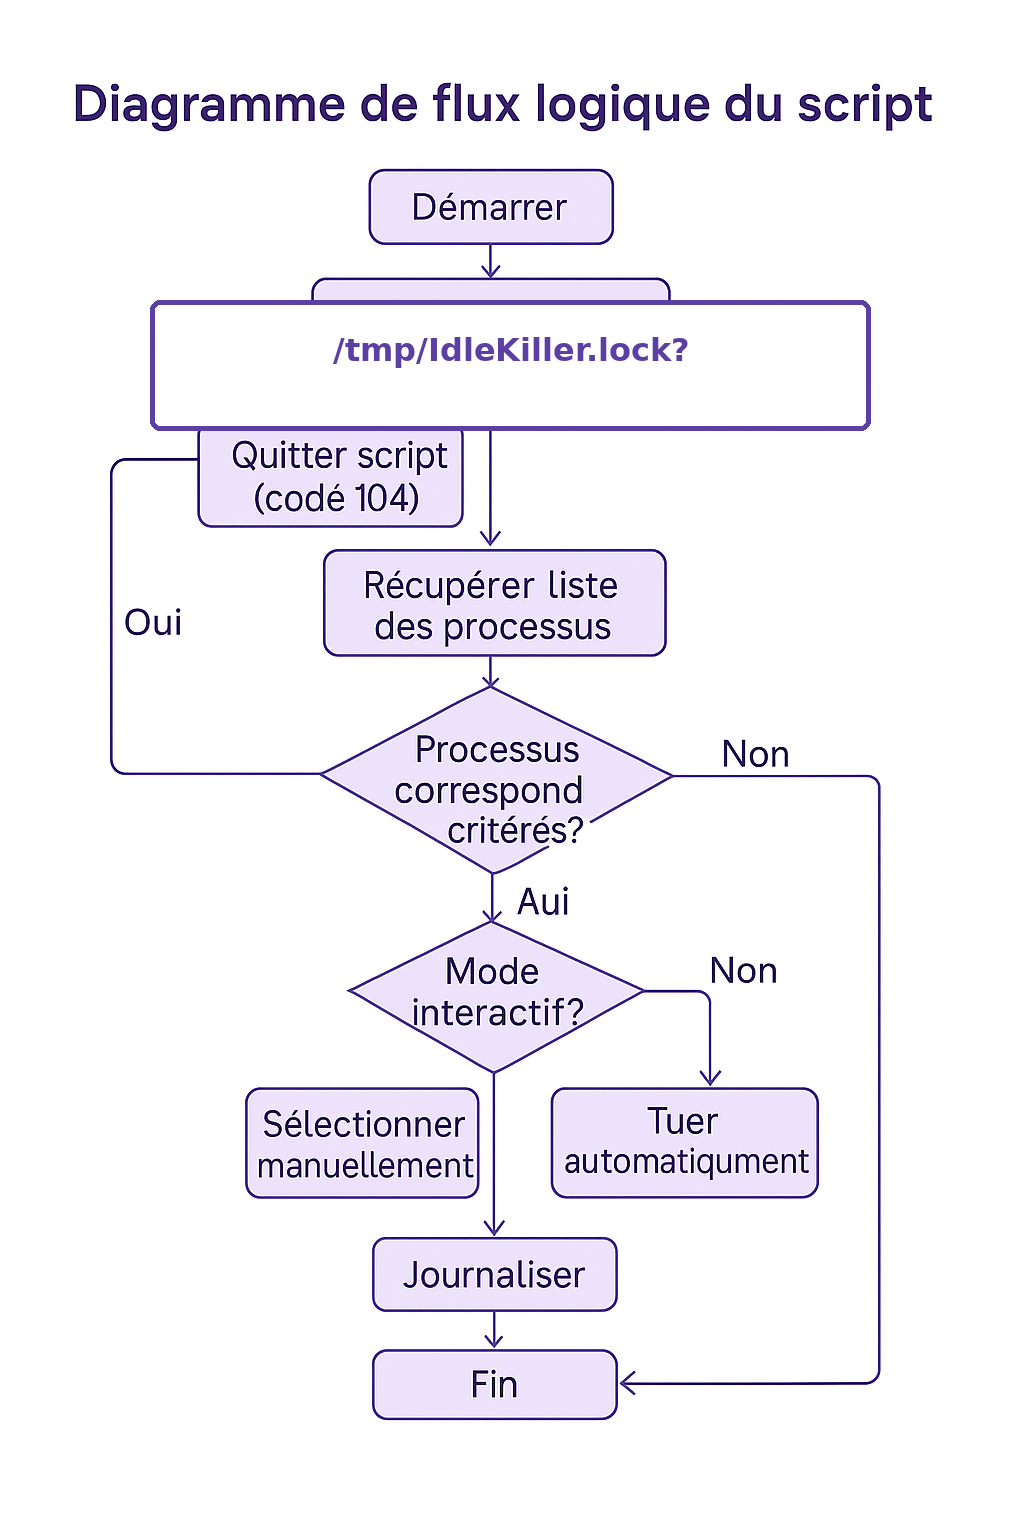 Diagramme de flux logique du script
Démarrer
/tmp/IdleKiller.lock?
Quitter script
(codé 104)
Récupérer liste
des processus
Oui
Processus
correspond
critérés?
Non
Aui
Mode
interactif?
Non
Sélectionner
manuellement
Tuer
automatiqument
Journaliser
Fin